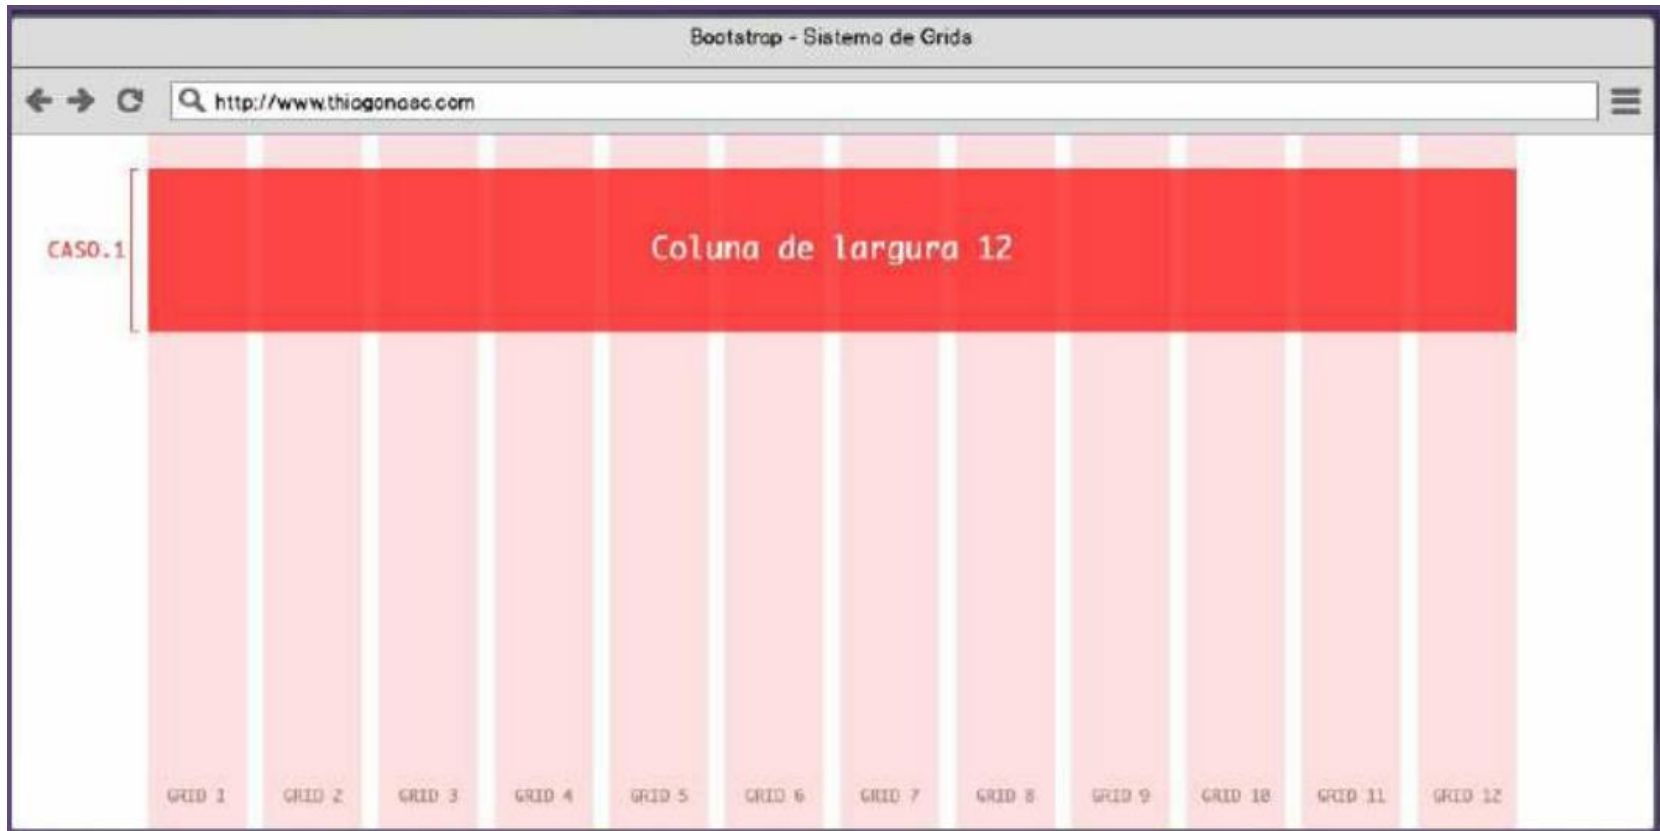 Bootstrap - Sistema de Grids
http://www.thiagonasc.com
CASO.1
Coluna de largura 12
GRID 1 GRID 2 GRID 3 GRID 4 GRID 5 GRID 6 GRID 7 GRID 8 GRID 9 GRID 10 GRID 11 GRID 12